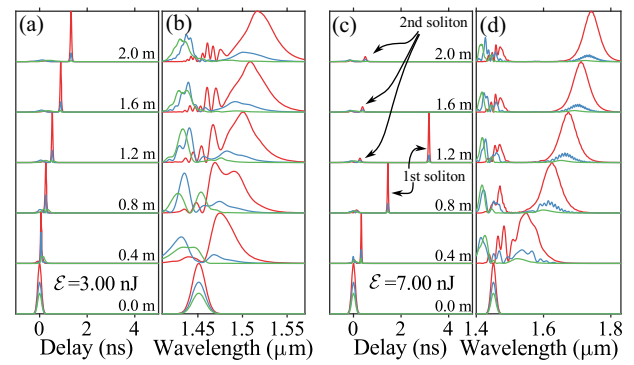 (a) (b) (c) (d)
2nd soliton
2.0 m 2.0 m
1.6 m 1.6 m
1.2 m 1.2 m
1st soliton
0.8 m 0.8 m
0.4 m 0.4 m
ℰ=3.00 nJ ℰ=7.00 nJ
0.0 m 0.0 m
0 2 4 1.45 1.5 1.55 0 2 4 1.4 1.6 1.8
Delay (ns) Wavelength (μm) Delay (ns) Wavelength (μm)